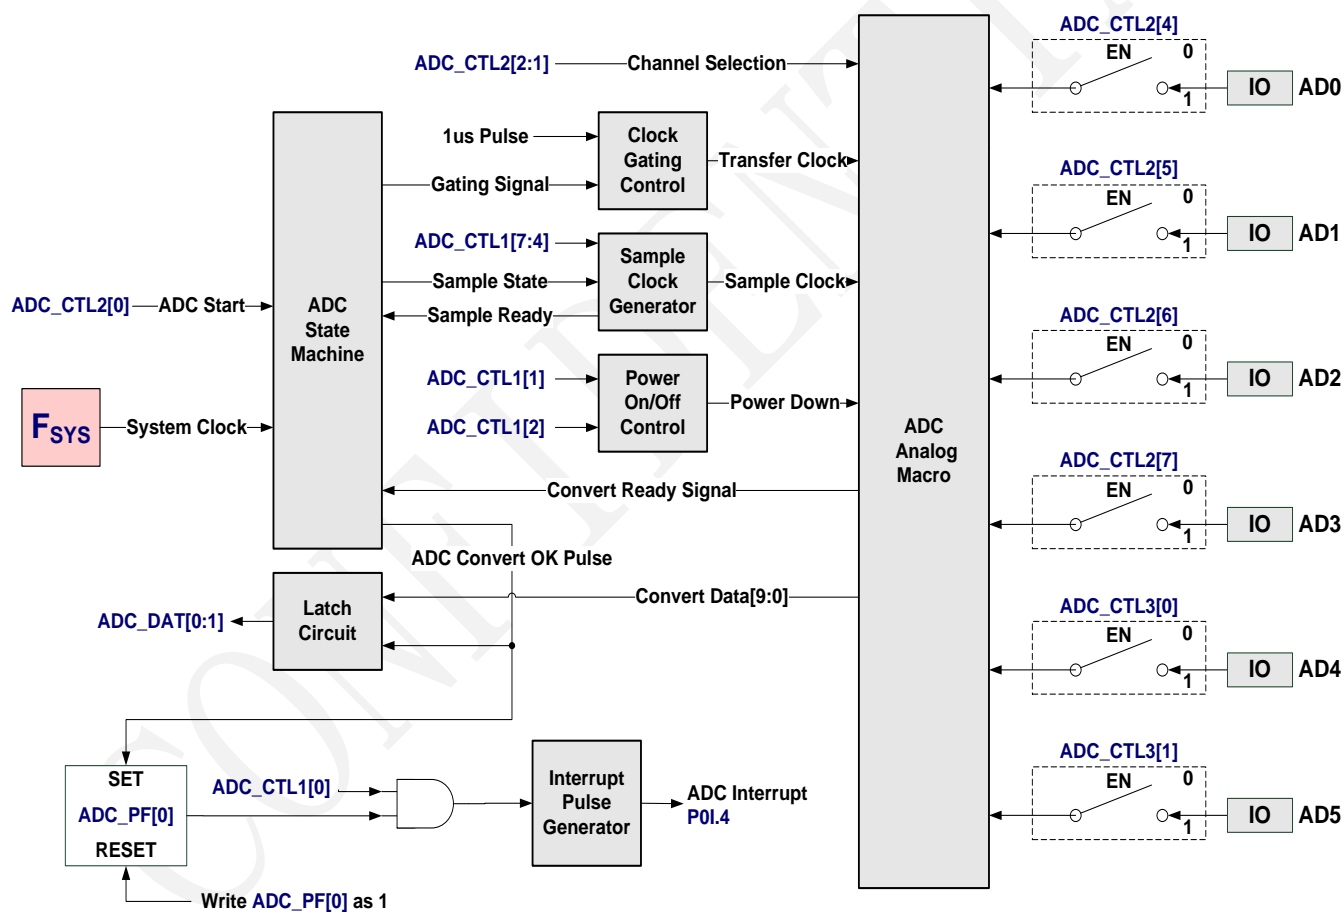 ADC_CTL2[4]
EN 0
1
IO AD0
ADC_CTL2[2:1] Channel Selection
1us Pulse
Clock
Gating
Control
Transfer Clock
Gating Signal
ADC_CTL2[5]
EN 0
1
IO AD1
ADC_CTL1[7:4]
Sample State
Sample Ready
Sample
Clock
Generator
Sample Clock
ADC_CTL2[0] ADC Start
ADC
State
Machine
ADC_CTL2[6]
EN 0
1
IO AD2
ADC_CTL1[1]
ADC_CTL1[2]
Power
On/Off
Control
Power Down
FSYS System Clock
ADC
Analog
Macro
ADC_CTL2[7]
EN 0
1
IO AD3
Convert Ready Signal
ADC Convert OK Pulse
Convert Data[9:0]
Latch
Circuit
ADC_DAT[0:1]
ADC_CTL3[0]
EN 0
1
IO AD4
SET
ADC_PF[0]
RESET
ADC_CTL1[0]
Interrupt
Pulse
Generator
ADC Interrupt
P0I.4
ADC_CTL3[1]
EN 0
1
IO AD5
Write ADC_PF[0] as 1